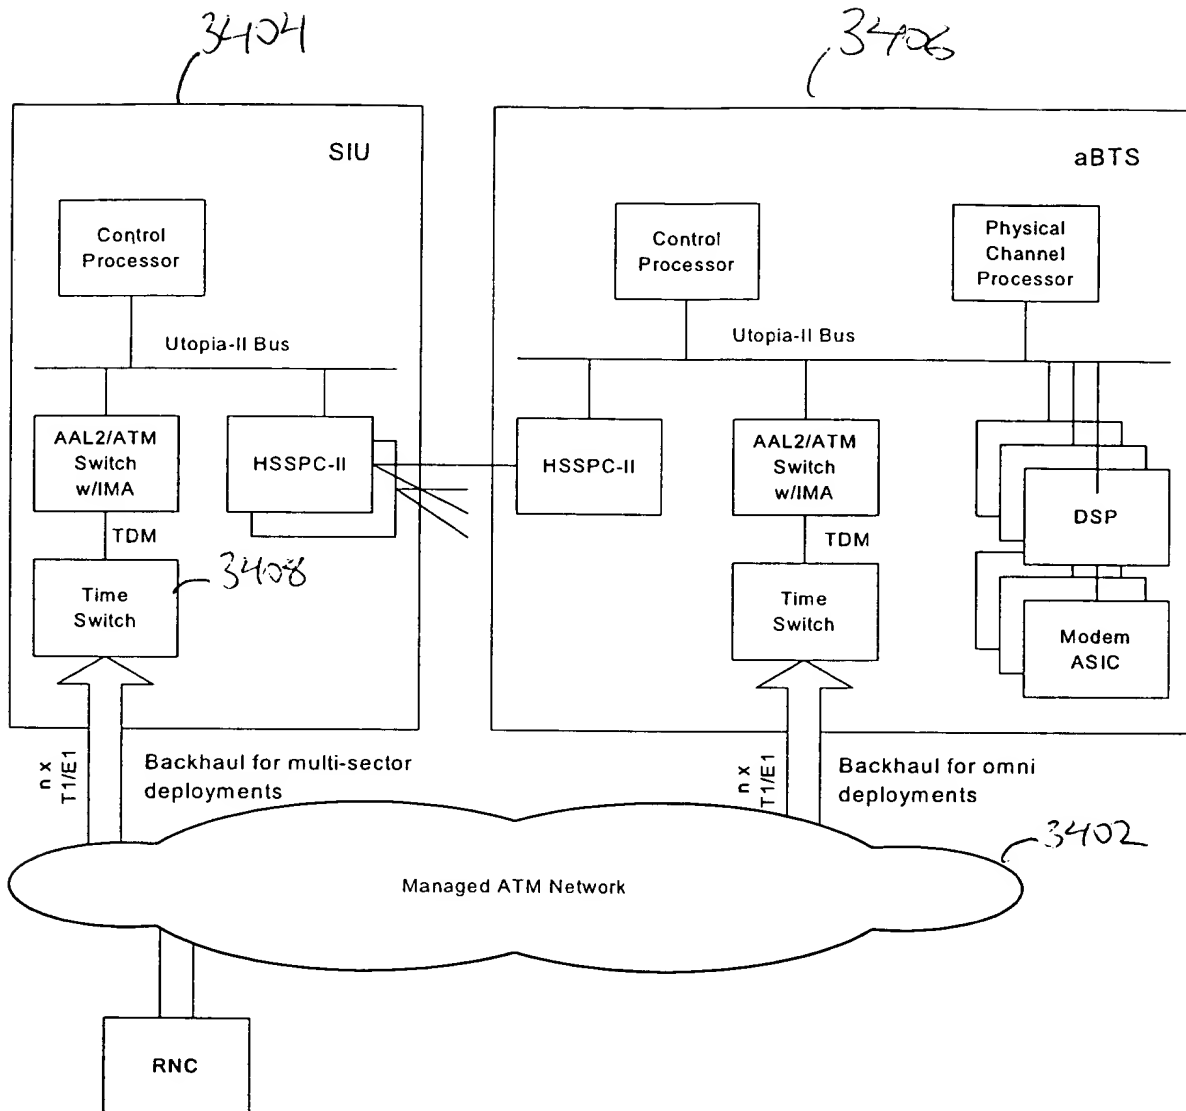 3404
3406
SIU
aBTS
Control
Processor
Control
Processor
Physical
Channel
Processor
Utopia-II Bus
Utopia-II Bus
AAL2/ATM
Switch
w/IMA
HSSPC-II
HSSPC-II
AAL2/ATM
Switch
w/IMA
DSP
TDM
TDM
Time
Switch
3408
Time
Switch
Modem
ASIC
n x
T1/E1
Backhaul for multi-sector
deployments
n x
T1/E1
Backhaul for omni
deployments
3402
Managed ATM Network
RNC